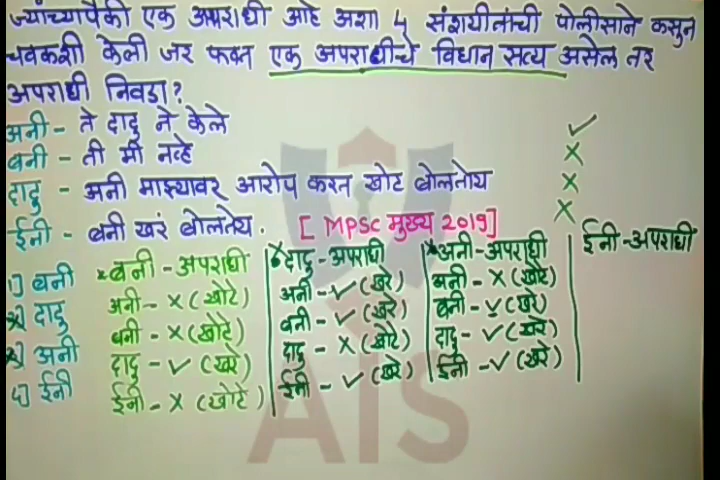 ज्यांच्यापैकी एक अपराधी आहे अशा 4 संशयीतांची पोलीसाने कसुन
चवकशी केली जर फक्त एक अपराधीचे विधान सत्य असेल तर
अपराधी निवडा?
अनी - ते दादु ने केले ✓
बनी - ती मी नव्हे ×
दादु - अनी माझ्यावर आरोप करत खोट बोलतोय ×
ईनी - बनी खरं बोलतेय. [MPSC मुख्य 2019] ×
1) बनी
2) दादु
3) अनी
4) ईनी
× बनी - अपराधी
अनी - × (खोटे)
बनी - × (खोटे)
दादु - ✓ (खरे)
ईनी - × (खोटे)
× दादु - अपराधी
अनी - ✓ (खरे)
बनी - ✓ (खरे)
दादु - × (खोटे)
ईनी - ✓ (खरे)
× अनी - अपराधी
अनी - × (खोटे)
बनी - ✓ (खरे)
दादु - ✓ (खरे)
ईनी - ✓ (खरे)
ईनी - अपराधी
AIS